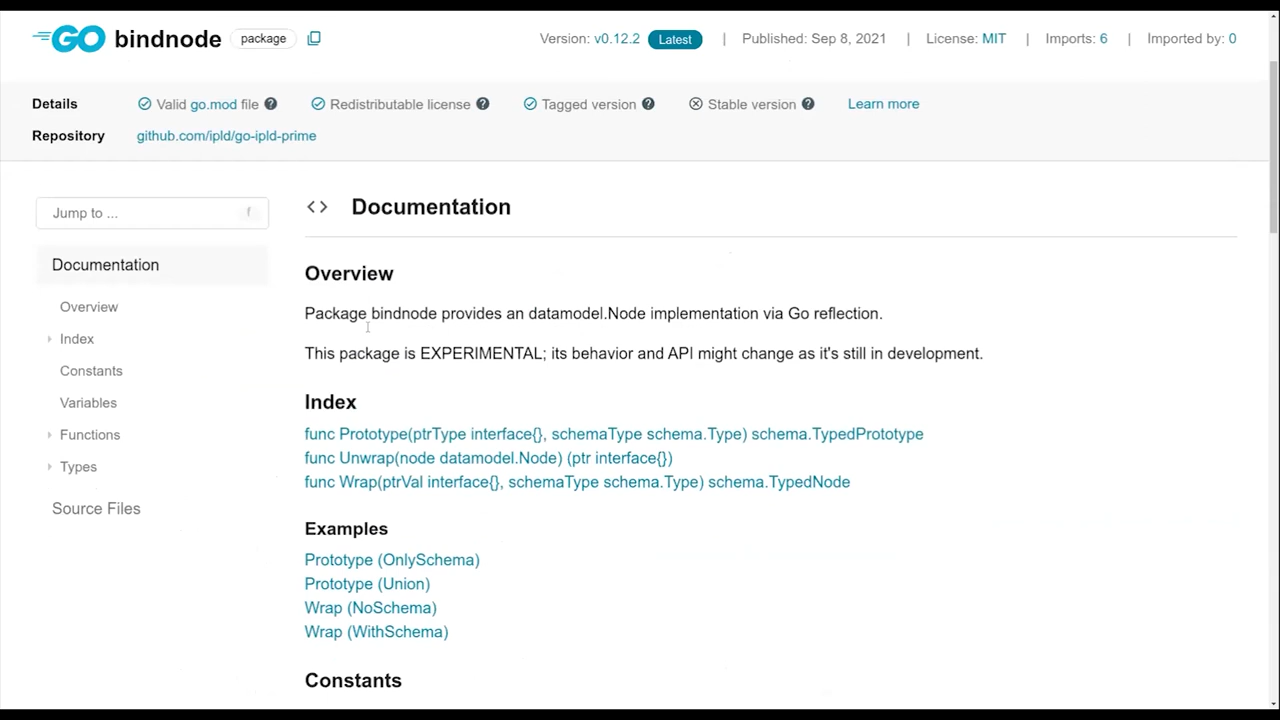 GO bindnode package
Version: v0.12.2 Latest | Published: Sep 8, 2021 | License: MIT | Imports: 6 | Imported by: 0
Details Valid go.mod file Redistributable license Tagged version Stable version Learn more
Repository github.com/ipld/go-ipld-prime
Jump to ... f
Documentation
Overview
Index
Constants
Variables
Functions
Types
Source Files
<> Documentation
Overview
Package bindnode provides an datamodel.Node implementation via Go reflection.
This package is EXPERIMENTAL; its behavior and API might change as it's still in development.
Index
func Prototype(ptrType interface{}, schemaType schema.Type) schema.TypedPrototype
func Unwrap(node datamodel.Node) (ptr interface{})
func Wrap(ptrVal interface{}, schemaType schema.Type) schema.TypedNode
Examples
Prototype (OnlySchema)
Prototype (Union)
Wrap (NoSchema)
Wrap (WithSchema)
Constants